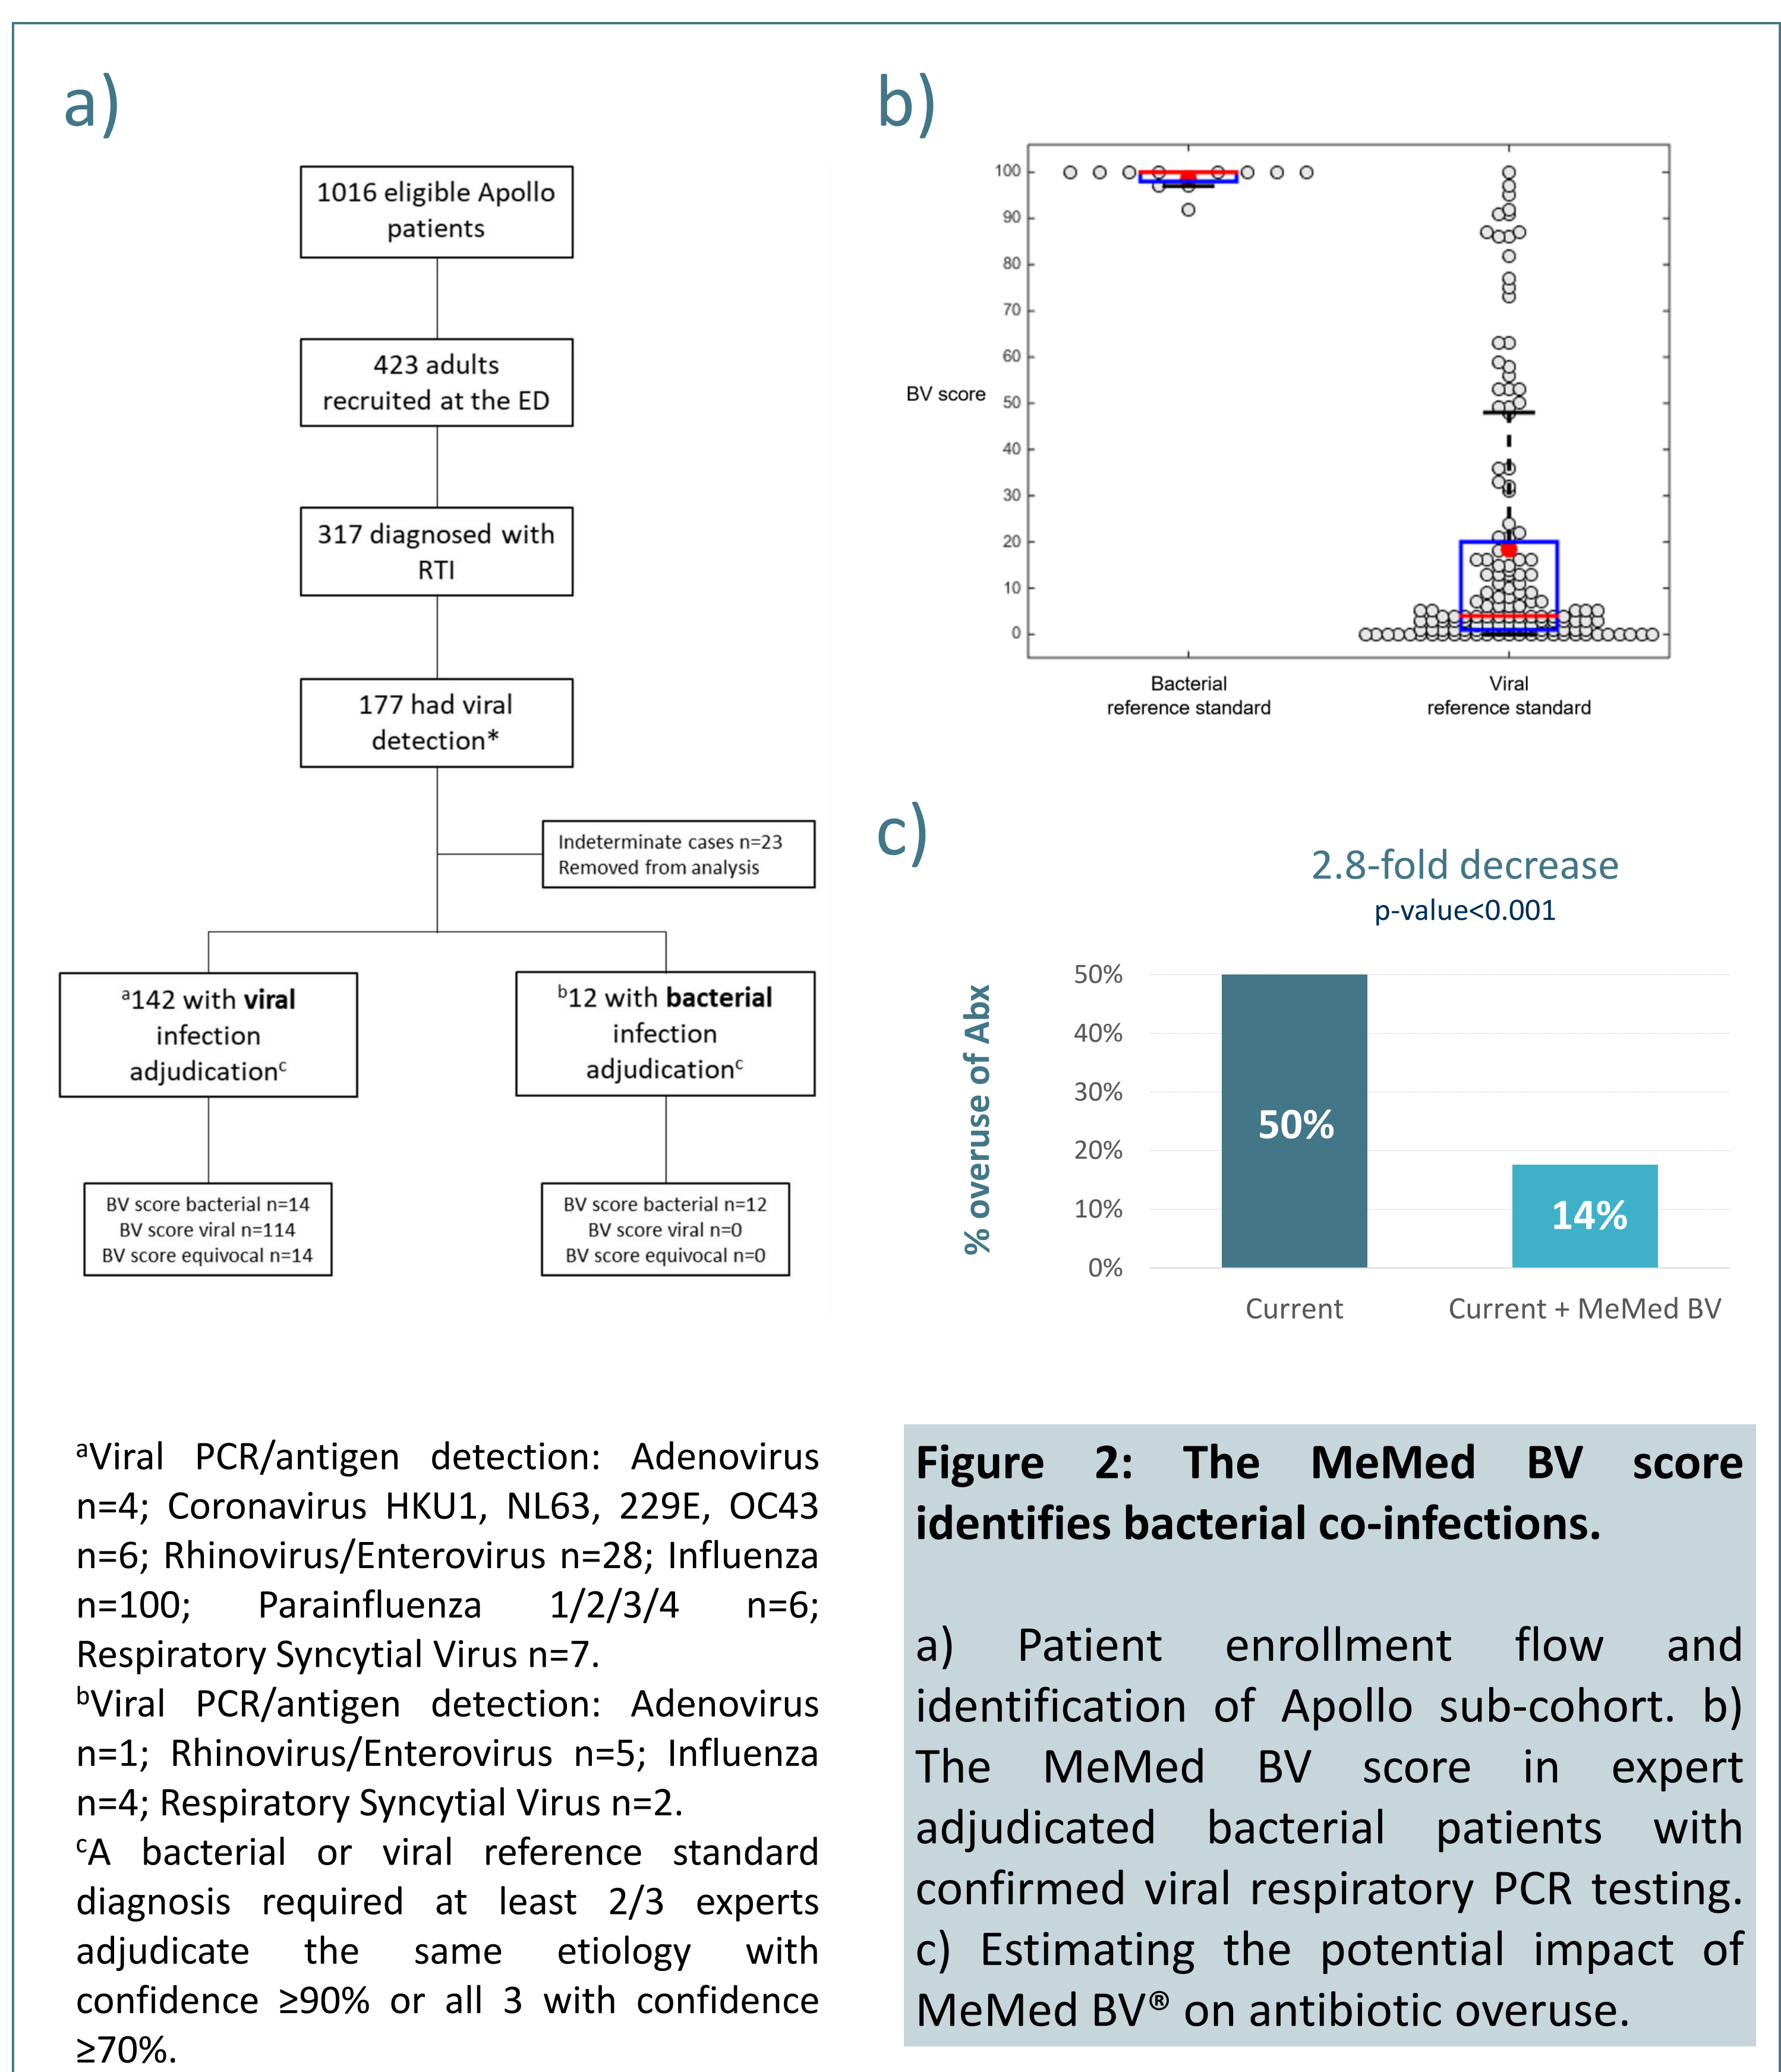 a)
1016 eligible Apollo
patients
423 adults
recruited at the ED
317 diagnosed with
RTI
177 had viral
detection*
Indeterminate cases n=23
Removed from analysis
ᵃ142 with viral
infection
adjudicationᶜ
ᵇ12 with bacterial
infection
adjudicationᶜ
BV score bacterial n=14
BV score viral n=114
BV score equivocal n=14
BV score bacterial n=12
BV score viral n=0
BV score equivocal n=0
b)
100
90
80
70
60
50
40
30
20
10
0
BV score
Bacterial
reference standard
Viral
reference standard
c)
2.8-fold decrease
p-value<0.001
% overuse of Abx
50%
40%
30%
20%
10%
0%
50%
14%
Current
Current + MeMed BV
ᵃViral PCR/antigen detection: Adenovirus
n=4; Coronavirus HKU1, NL63, 229E, OC43
n=6; Rhinovirus/Enterovirus n=28; Influenza
n=100; Parainfluenza 1/2/3/4 n=6;
Respiratory Syncytial Virus n=7.
ᵇViral PCR/antigen detection: Adenovirus
n=1; Rhinovirus/Enterovirus n=5; Influenza
n=4; Respiratory Syncytial Virus n=2.
ᶜA bacterial or viral reference standard
diagnosis required at least 2/3 experts
adjudicate the same etiology with
confidence ≥90% or all 3 with confidence
≥70%.
Figure 2: The MeMed BV score
identifies bacterial co-infections.
a) Patient enrollment flow and
identification of Apollo sub-cohort. b)
The MeMed BV score in expert
adjudicated bacterial patients with
confirmed viral respiratory PCR testing.
c) Estimating the potential impact of
MeMed BV® on antibiotic overuse.